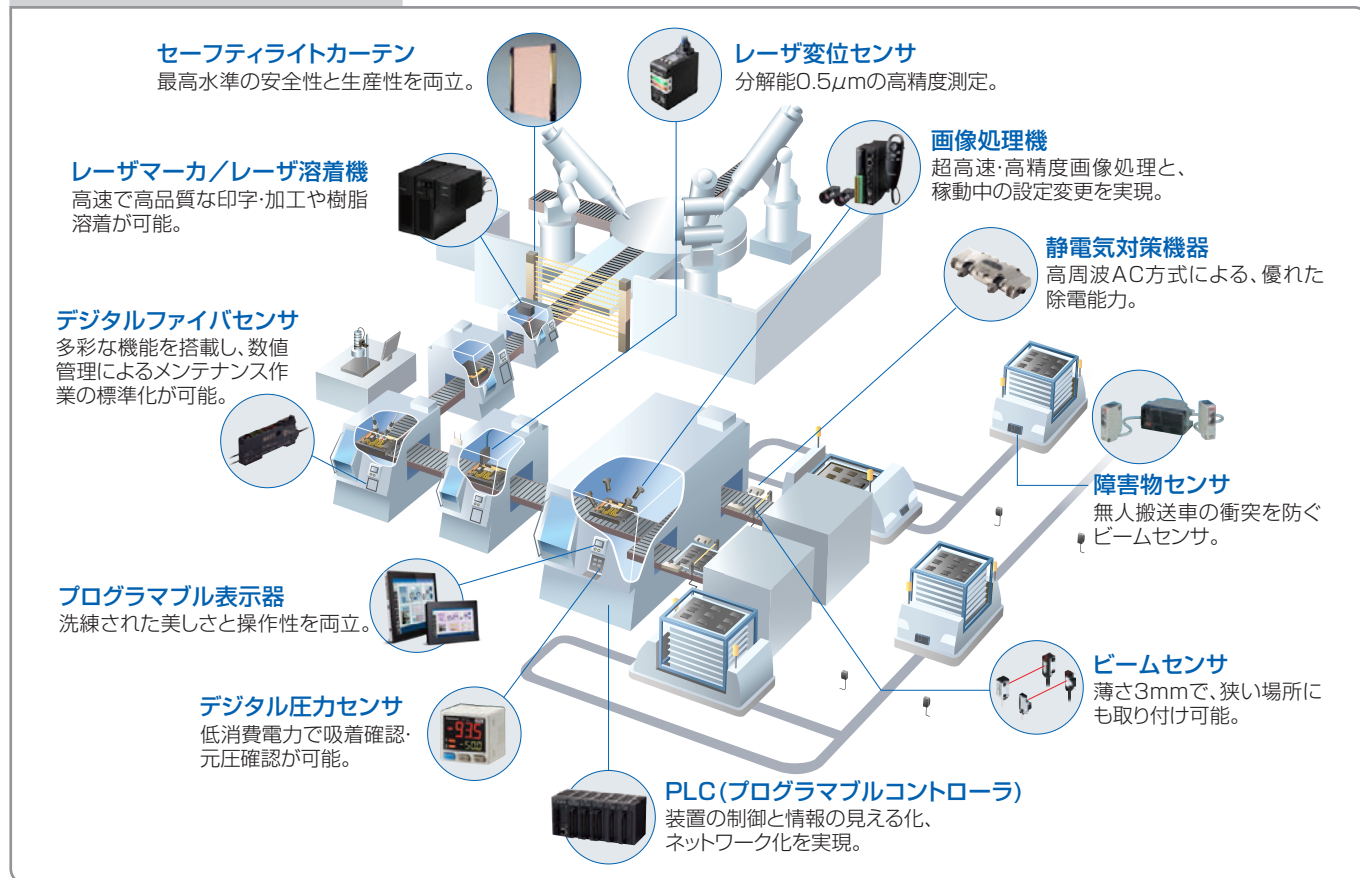 セーフティライトカーテン
最高水準の安全性と生産性を両立。
レーザ変位センサ
分解能0.5μmの高精度測定。
レーザマーカ／レーザ溶着機
高速で高品質な印字・加工や樹脂
溶着が可能。
画像処理機
超高速・高精度画像処理と、
稼動中の設定変更を実現。
静電気対策機器
高周波AC方式による、優れた
除電能力。
デジタルファイバセンサ
多彩な機能を搭載し、数値
管理によるメンテナンス作
業の標準化が可能。
障害物センサ
無人搬送車の衝突を防ぐ
ビームセンサ。
プログラマブル表示器
洗練された美しさと操作性を両立。
ビームセンサ
薄さ3mmで、狭い場所に
も取り付け可能。
デジタル圧力センサ
低消費電力で吸着確認・
元圧確認が可能。
-93.5
-50.0
PLC(プログラマブルコントローラ)
装置の制御と情報の見える化、
ネットワーク化を実現。